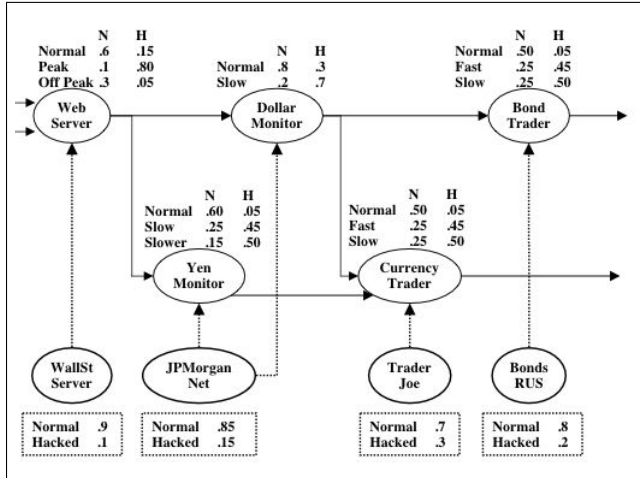 N H
Normal .6 .15
Peak .1 .80
Off Peak .3 .05
Web
Server
N H
Normal .8 .3
Slow .2 .7
Dollar
Monitor
N H
Normal .50 .05
Fast .25 .45
Slow .25 .50
Bond
Trader
N H
Normal .60 .05
Slow .25 .45
Slower .15 .50
Yen
Monitor
N H
Normal .50 .05
Fast .25 .45
Slow .25 .50
Currency
Trader
WallSt
Server
JPMorgan
Net
Trader
Joe
Bonds
RUS
Normal .9
Hacked .1
Normal .85
Hacked .15
Normal .7
Hacked .3
Normal .8
Hacked .2